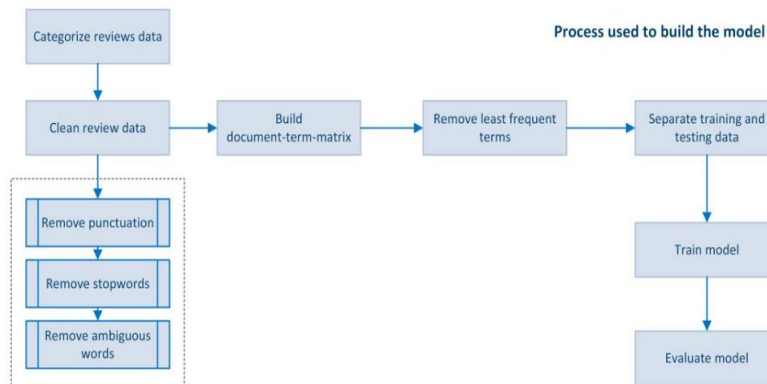 Categorize reviews data
Process used to build the model
Clean review data
Build
document-term-matrix
Remove least frequent
terms
Separate training and
testing data
Remove punctuation
Remove stopwords
Remove ambiguous
words
Train model
Evaluate model